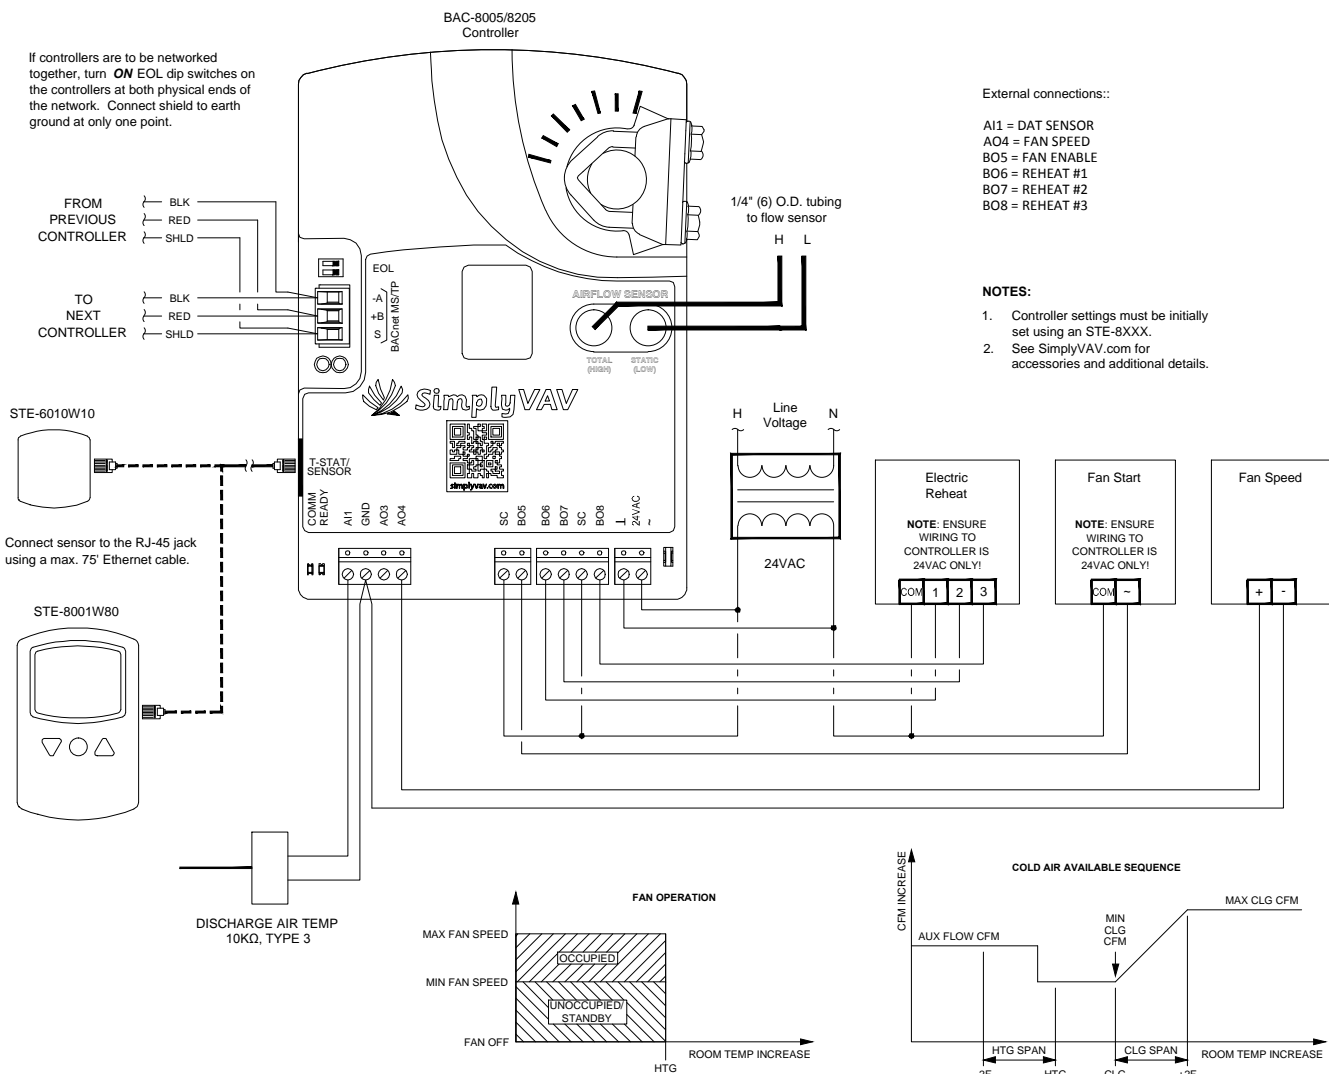 BAC-8005/8205
Controller
If controllers are to be networked
together, turn ON EOL dip switches on
the controllers at both physical ends of
the network. Connect shield to earth
ground at only one point.
External connections::
AI1 = DAT SENSOR
AO4 = FAN SPEED
BO5 = FAN ENABLE
BO6 = REHEAT #1
BO7 = REHEAT #2
BO8 = REHEAT #3
FROM
PREVIOUS
CONTROLLER
BLK
RED
SHLD
1/4" (6) O.D. tubing
to flow sensor
H L
TO
NEXT
CONTROLLER
BLK
RED
SHLD
EOL
-A
+B
S
BACnet MS/TP
AIRFLOW SENSOR
TOTAL
(HIGH)
STATIC
(LOW)
NOTES:
1. Controller settings must be initially
set using an STE-8XXX.
2. See SimplyVAV.com for
accessories and additional details.
SimplyVAV
simplyvav.com
STE-6010W10
T-STAT/
SENSOR
Connect sensor to the RJ-45 jack
using a max. 75' Ethernet cable.
STE-8001W80
COMM
READY
AI1
GND
AO3
AO4
SC
BO5
BO6
BO7
SC
BO8
⊥
24VAC
~
H
Line
Voltage
N
24VAC
Electric
Reheat
NOTE: ENSURE
WIRING TO
CONTROLLER IS
24VAC ONLY!
COM 1 2 3
Fan Start
NOTE: ENSURE
WIRING TO
CONTROLLER IS
24VAC ONLY!
COM ~
Fan Speed
+ -
DISCHARGE AIR TEMP
10KΩ, TYPE 3
FAN OPERATION
MAX FAN SPEED
OCCUPIED
MIN FAN SPEED
UNOCCUPIED/
STANDBY
FAN OFF
ROOM TEMP INCREASE
HTG
COLD AIR AVAILABLE SEQUENCE
CFM INCREASE
AUX FLOW CFM
MIN
CLG
CFM
MAX CLG CFM
HTG SPAN
CLG SPAN
ROOM TEMP INCREASE